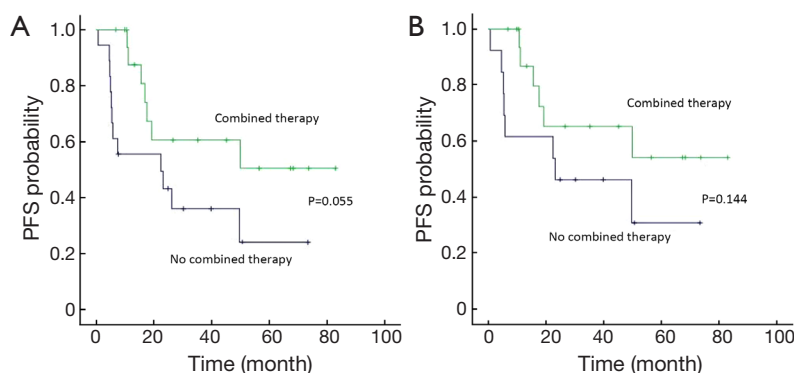 A
PFS probability
1.0
0.8
0.6
0.4
0.2
0
Combined therapy
P=0.055
No combined therapy
0 20 40 60 80 100
Time (month)
B
PFS probability
1.0
0.8
0.6
0.4
0.2
0
Combined therapy
P=0.144
No combined therapy
0 20 40 60 80 100
Time (month)